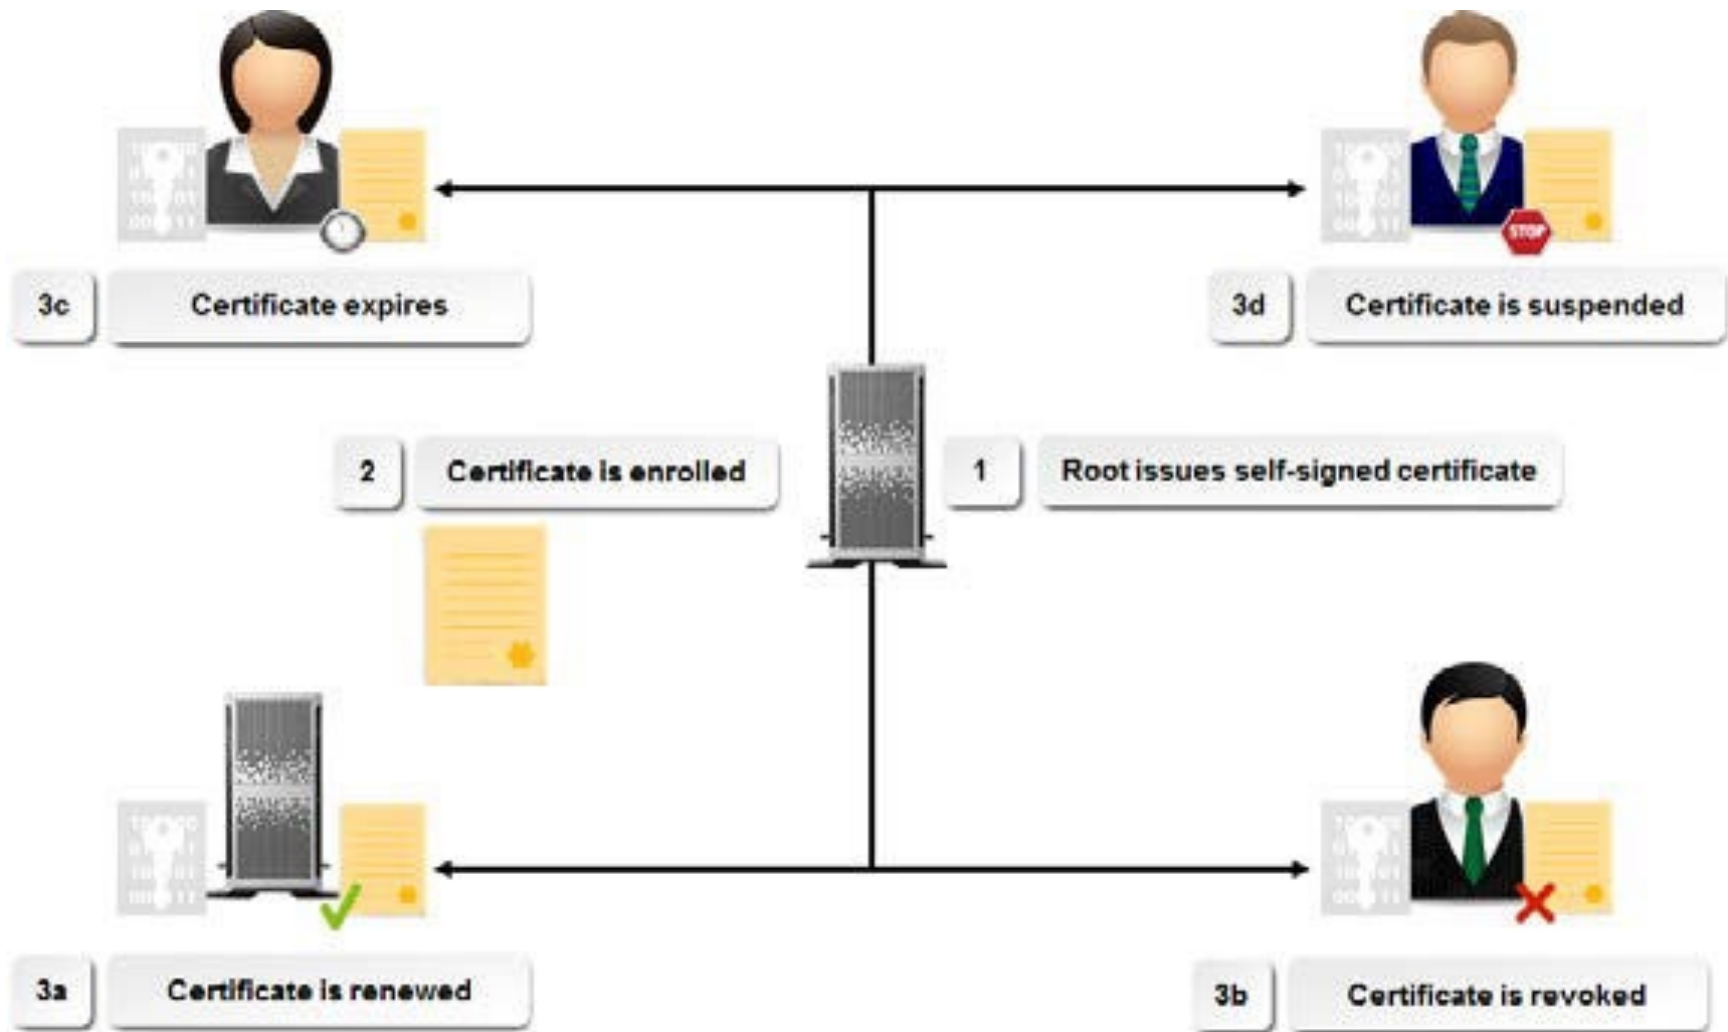 3c
Certificate expires
3d
Certificate is suspended
STOP
2
Certificate is enrolled
1
Root issues self-signed certificate
3a
Certificate is renewed
3b
Certificate is revoked